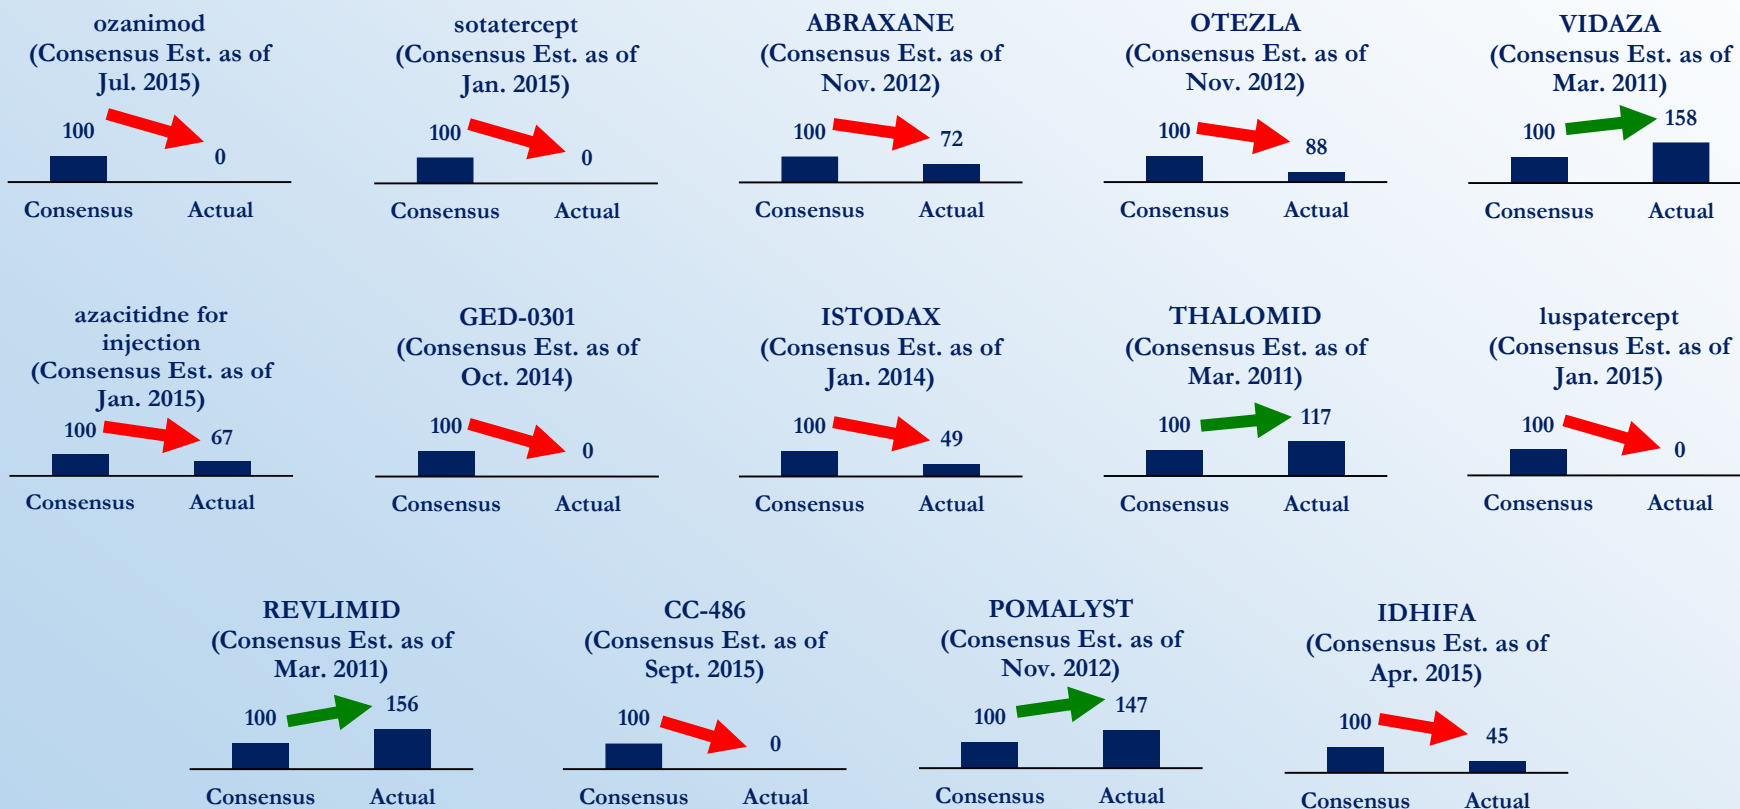 ozanimod
(Consensus Est. as of
Jul. 2015)
100
0
Consensus Actual
sotatercept
(Consensus Est. as of
Jan. 2015)
100
0
Consensus Actual
ABRAXANE
(Consensus Est. as of
Nov. 2012)
100
72
Consensus Actual
OTEZLA
(Consensus Est. as of
Nov. 2012)
100
88
Consensus Actual
VIDAZA
(Consensus Est. as of
Mar. 2011)
100
158
Consensus Actual
azacitidne for
injection
(Consensus Est. as of
Jan. 2015)
100
67
Consensus Actual
GED-0301
(Consensus Est. as of
Oct. 2014)
100
0
Consensus Actual
ISTODAX
(Consensus Est. as of
Jan. 2014)
100
49
Consensus Actual
THALOMID
(Consensus Est. as of
Mar. 2011)
100
117
Consensus Actual
luspatercept
(Consensus Est. as of
Jan. 2015)
100
0
Consensus Actual
REVLIMID
(Consensus Est. as of
Mar. 2011)
100
156
Consensus Actual
CC-486
(Consensus Est. as of
Sept. 2015)
100
0
Consensus Actual
POMALYST
(Consensus Est. as of
Nov. 2012)
100
147
Consensus Actual
IDHIFA
(Consensus Est. as of
Apr. 2015)
100
45
Consensus Actual